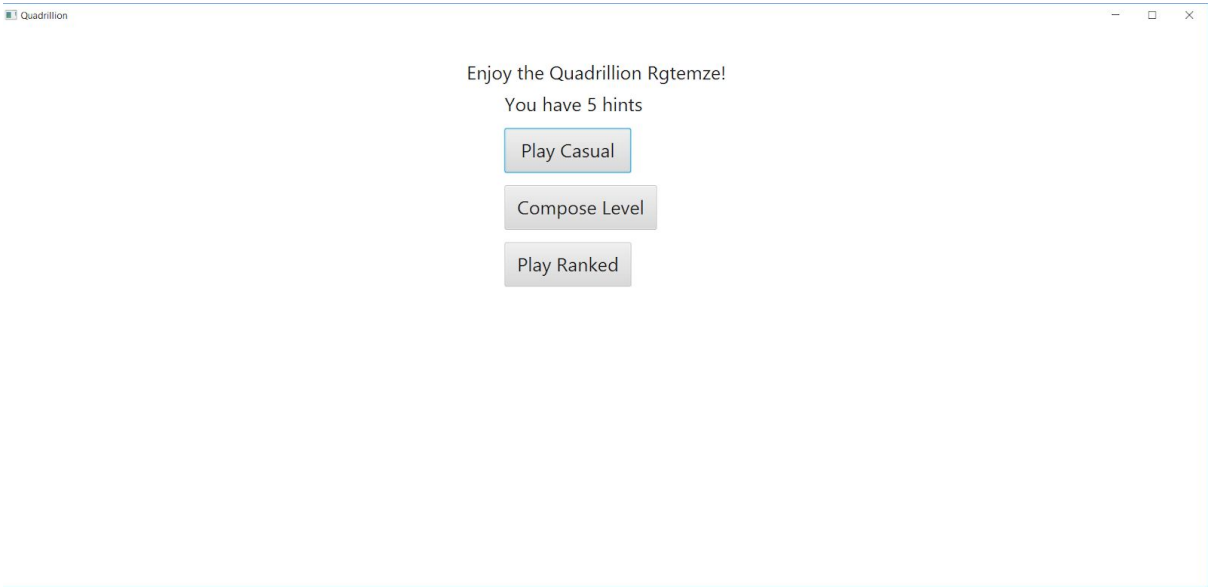 Quadrillion
Enjoy the Quadrillion Rgtemze!
You have 5 hints
Play Casual
Compose Level
Play Ranked